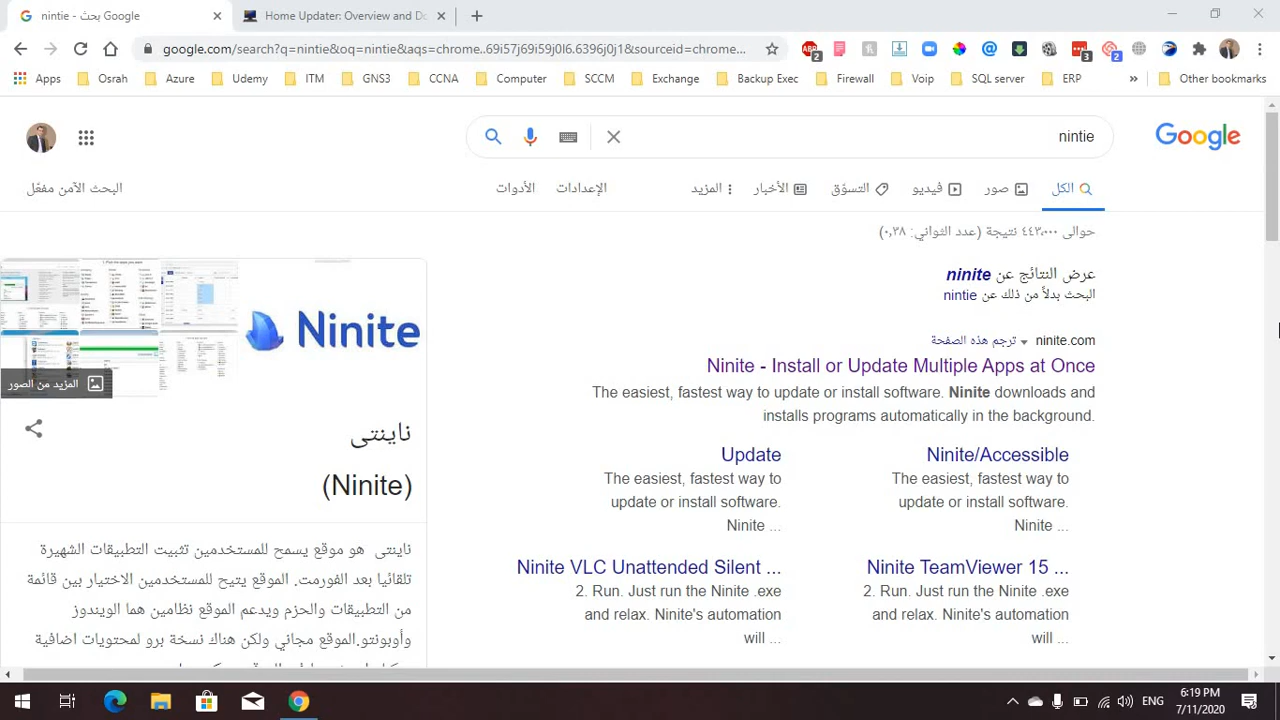 nintie - بحث Google
Home Updater: Overview and Do
google.com/search?q=nintie&oq=nintie&aqs=chrome..69i57j69i59j0l6.6396j0j1&sourceid=chrome...
2
3
2
Apps
Osrah
Azure
Udemy
ITM
GNS3
CCNA
Computer
SCCM
Exchange
Backup Exec
Firewall
Voip
SQL server
ERP
»
Other bookmarks
nintie
Google
الكل
صور
فيديو
التسوّق
الأخبار
المزيد
الإعدادات
الأدوات
البحث الآمن مفعّل
حوالى ٤٤٣،٠٠٠ نتيجة (عدد الثواني: ٠,٣٨)
عرض النتائج عن ninite
البحث بدلاً من ذلك عن nintie
ninite.com ترجم هذه الصفحة
Ninite - Install or Update Multiple Apps at Once
The easiest, fastest way to update or install software. Ninite downloads and
installs programs automatically in the background.
Ninite/Accessible
The easiest, fastest way to
update or install software.
Ninite ...
Update
The easiest, fastest way to
update or install software.
Ninite ...
Ninite TeamViewer 15 ...
2. Run. Just run the Ninite .exe
and relax. Ninite's automation
will ...
Ninite VLC Unattended Silent ...
2. Run. Just run the Ninite .exe
and relax. Ninite's automation
will ...
Ninite
المزيد من الصور
ناينتى
(Ninite)
ناينتى هو موقع يسمح للمستخدمين تثبيت التطبيقات الشهيرة
تلقائيا بعد الفورمت. الموقع يتيح للمستخدمين الاختيار بين قائمة
من التطبيقات والحزم ويدعم الموقع نظامين هما الويندوز
وأوبونتو.الموقع مجاني ولكن هناك نسخة برو لمحتويات اضافية
ENG
6:19 PM
7/11/2020